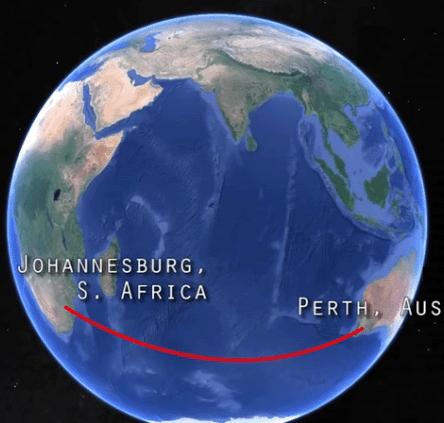 Johannesburg,
S. Africa
Perth, Aus